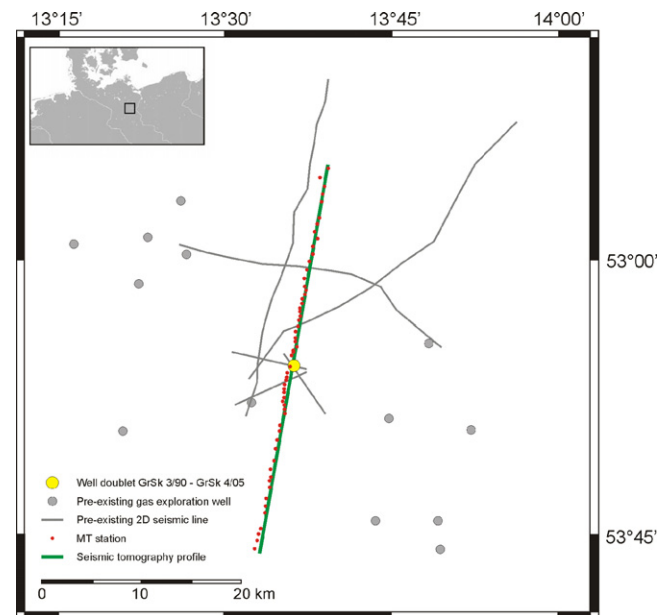 13°15' 13°30' 13°45' 14°00'
53°00'
53°45'
Well doublet GrSk 3/90 - GrSk 4/05
Pre-existing gas exploration well
Pre-existing 2D seismic line
MT station
Seismic tomography profile
0 10 20 km